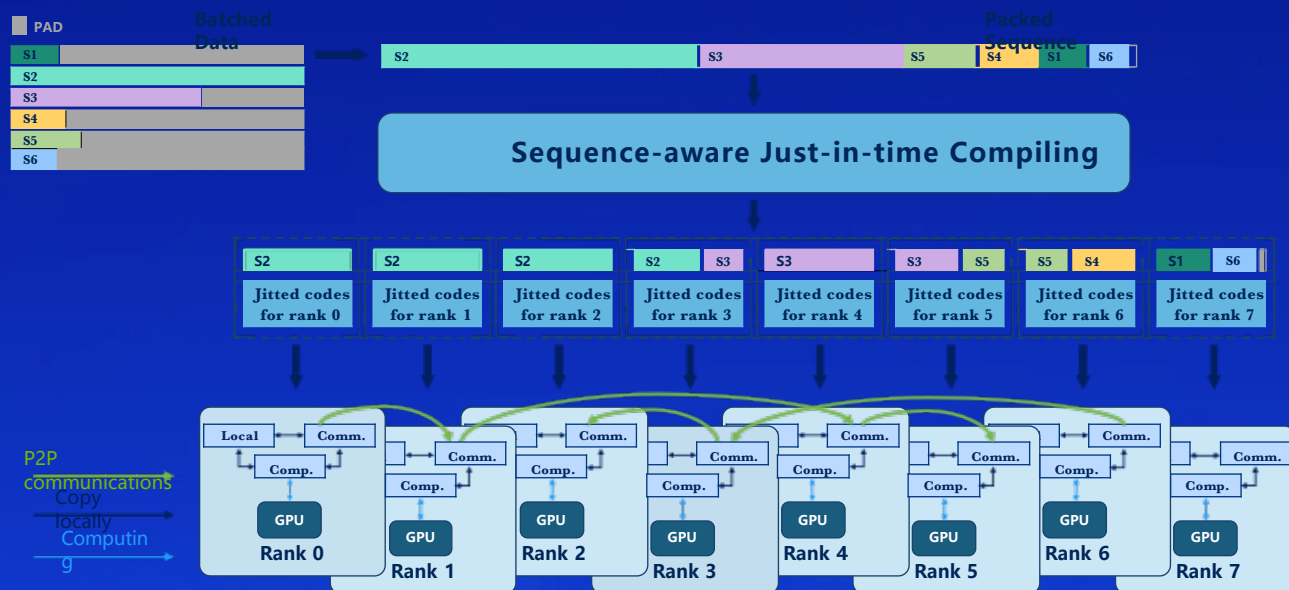 PAD
Batched
Data
Packed
Sequence
S1
S2
S3
S4
S5
S6
S2 S3 S5 S4 S1 S6
Sequence-aware Just-in-time Compiling
S2 S2 S2 S2 S3 S3 S3 S5 S5 S4 S1 S6
Jitted codes
for rank 0
Jitted codes
for rank 1
Jitted codes
for rank 2
Jitted codes
for rank 3
Jitted codes
for rank 4
Jitted codes
for rank 5
Jitted codes
for rank 6
Jitted codes
for rank 7
P2P
communications
Copy
locally
Computin
g
Local Comm.
Comp.
GPU
Rank 0
Comm.
Comp.
GPU
Rank 1
Comm.
Comp.
GPU
Rank 2
Comm.
Comp.
GPU
Rank 3
Comm.
Comp.
GPU
Rank 4
Comm.
Comp.
GPU
Rank 5
Comm.
Comp.
GPU
Rank 6
Comm.
Comp.
GPU
Rank 7